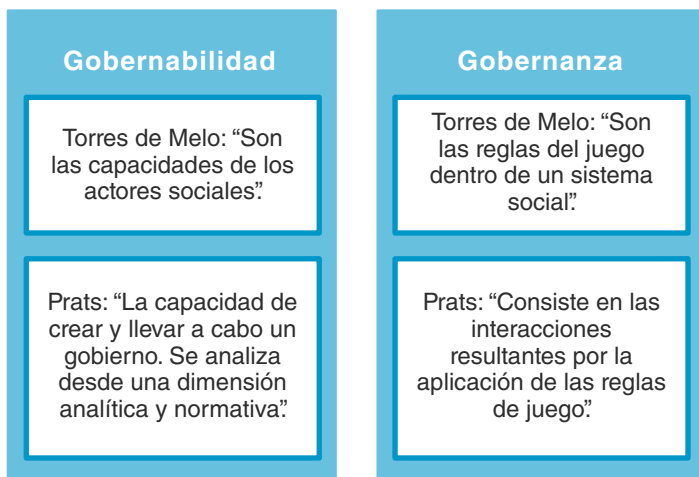 Gobernabilidad
Torres de Melo: “Son
las capacidades de los
actores sociales”.
Prats: “La capacidad de
crear y llevar a cabo un
gobierno. Se analiza
desde una dimensión
analítica y normativa”.
Gobernanza
Torres de Melo: “Son
las reglas del juego
dentro de un sistema
social”.
Prats: “Consiste en las
interacciones
resultantes por la
aplicación de las reglas
de juego”.